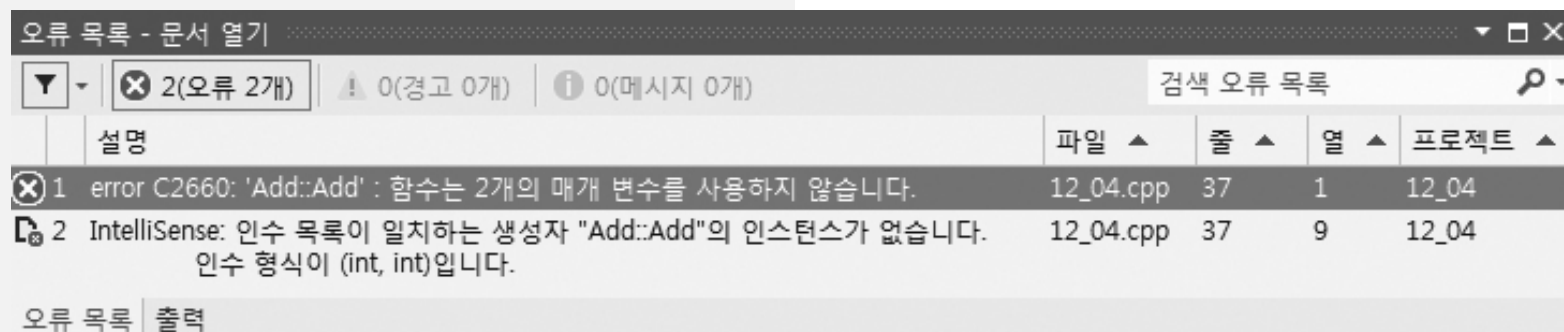 오류 목록 - 문서 열기
2(오류 2개) 0(경고 0개) 0(메시지 0개) 검색 오류 목록
설명 파일 줄 열 프로젝트
1 error C2660: 'Add::Add' : 함수는 2개의 매개 변수를 사용하지 않습니다. 12_04.cpp 37 1 12_04
2 IntelliSense: 인수 목록이 일치하는 생성자 "Add::Add"의 인스턴스가 없습니다. 12_04.cpp 37 9 12_04
인수 형식이 (int, int)입니다.
오류 목록 출력